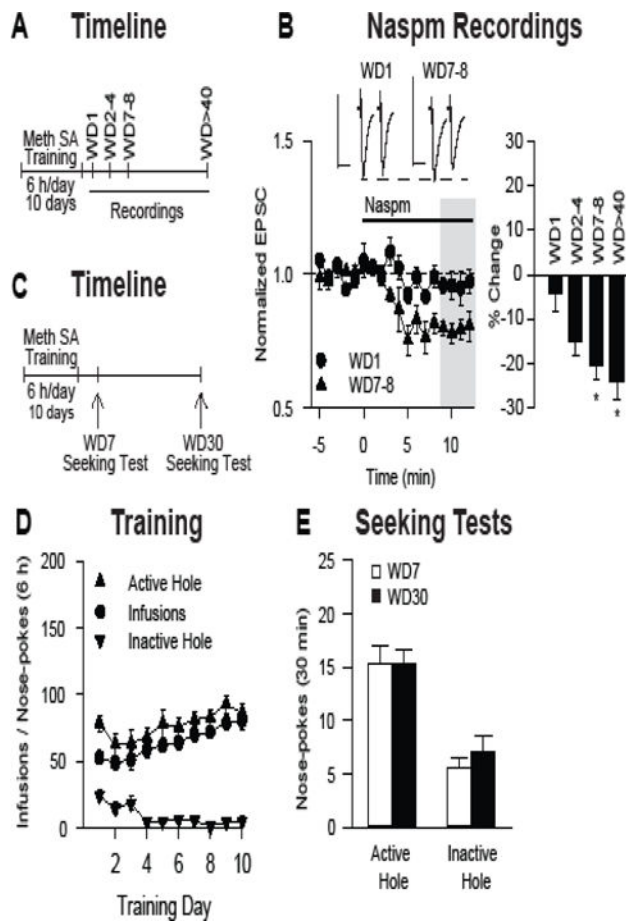 A Timeline
Meth SA
Training
6 h/day
10 days
WD1
WD2-4
WD7-8
WD>40
Recordings
B Naspm Recordings
WD1 WD7-8
1.5
1.0
0.5
Normalized EPSC
Naspm
WD1
WD7-8
-5 0 5 10
Time (min)
30
20
10
0
-10
-20
-30
% Change
WD1
WD2-4
WD7-8
WD>40
*
*
C Timeline
Meth SA
Training
6 h/day
10 days
WD7 WD30
Seeking Test Seeking Test
D Training
200
150
100
50
0
Infusions / Nose-pokes (6 h)
Active Hole
Infusions
Inactive Hole
2 4 6 8 10
Training Day
E Seeking Tests
WD7
WD30
25
20
15
10
5
0
Nose-pokes (30 min)
Active Inactive
Hole Hole